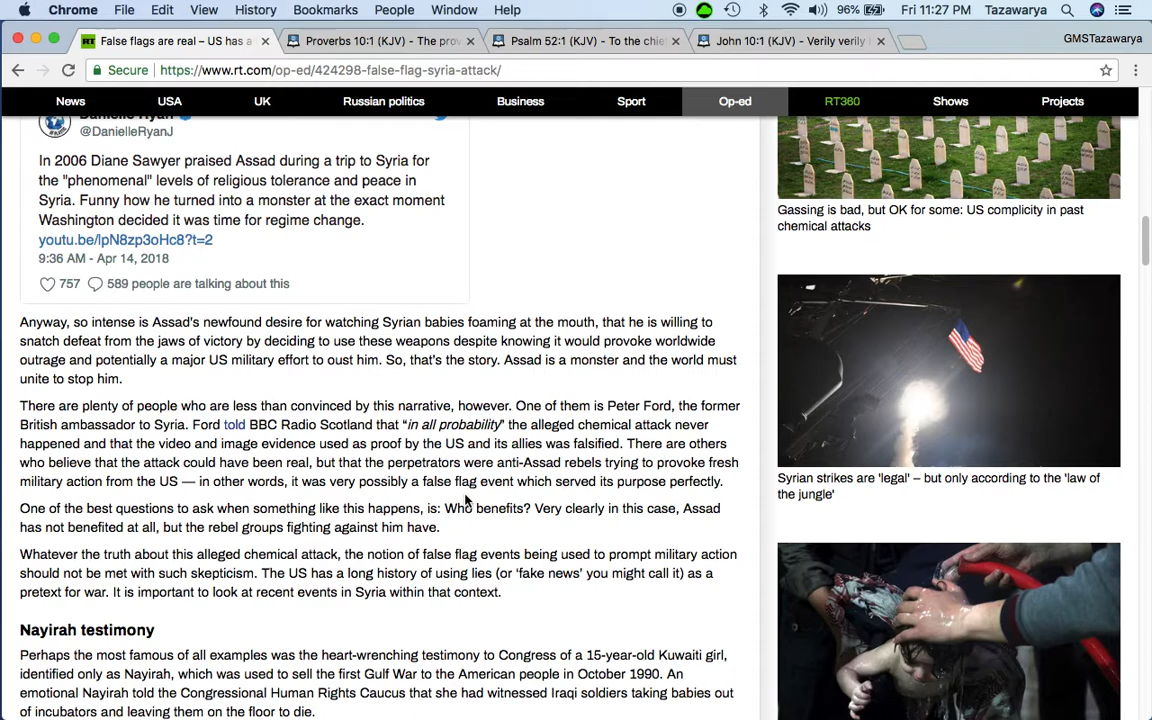 Chrome File Edit View History Bookmarks People Window Help 96% Fri 11:27 PM Tazawarya
RT False flags are real – US has a × Proverbs 10:1 (KJV) - The prov × Psalm 52:1 (KJV) - To the chie × John 10:1 (KJV) - Verily verily × GMSTazawarya
Secure https://www.rt.com/op-ed/424298-false-flag-syria-attack/
News USA UK Russian politics Business Sport Op-ed RT360 Shows Projects
Danielle Ryan
@DanielleRyanJ
In 2006 Diane Sawyer praised Assad during a trip to Syria for
the "phenomenal" levels of religious tolerance and peace in
Syria. Funny how he turned into a monster at the exact moment
Washington decided it was time for regime change.
youtu.be/lpN8zp3oHc8?t=2
9:36 AM - Apr 14, 2018
757 589 people are talking about this
Anyway, so intense is Assad's newfound desire for watching Syrian babies foaming at the mouth, that he is willing to
snatch defeat from the jaws of victory by deciding to use these weapons despite knowing it would provoke worldwide
outrage and potentially a major US military effort to oust him. So, that's the story. Assad is a monster and the world must
unite to stop him.
There are plenty of people who are less than convinced by this narrative, however. One of them is Peter Ford, the former
British ambassador to Syria. Ford told BBC Radio Scotland that “in all probability” the alleged chemical attack never
happened and that the video and image evidence used as proof by the US and its allies was falsified. There are others
who believe that the attack could have been real, but that the perpetrators were anti-Assad rebels trying to provoke fresh
military action from the US — in other words, it was very possibly a false flag event which served its purpose perfectly.
One of the best questions to ask when something like this happens, is: Who benefits? Very clearly in this case, Assad
has not benefited at all, but the rebel groups fighting against him have.
Whatever the truth about this alleged chemical attack, the notion of false flag events being used to prompt military action
should not be met with such skepticism. The US has a long history of using lies (or ‘fake news’ you might call it) as a
pretext for war. It is important to look at recent events in Syria within that context.
Nayirah testimony
Perhaps the most famous of all examples was the heart-wrenching testimony to Congress of a 15-year-old Kuwaiti girl,
identified only as Nayirah, which was used to sell the first Gulf War to the American people in October 1990. An
emotional Nayirah told the Congressional Human Rights Caucus that she had witnessed Iraqi soldiers taking babies out
of incubators and leaving them on the floor to die.
Gassing is bad, but OK for some: US complicity in past
chemical attacks
Syrian strikes are 'legal' – but only according to the 'law of
the jungle'